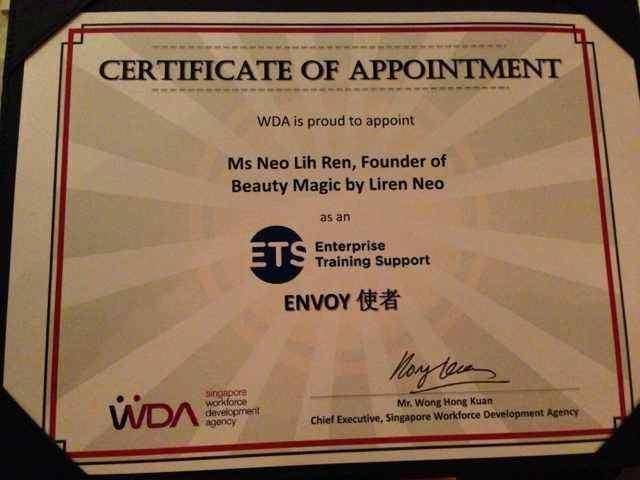 CERTIFICATE OF APPOINTMENT
WDA is proud to appoint
Ms Neo Lih Ren, Founder of
Beauty Magic by Liren Neo
as an
ETS Enterprise
Training Support
ENVOY 使者
Mr. Wong Hong Kuan
Chief Executive, Singapore Workforce Development Agency
WDA
singapore
workforce
development
agency